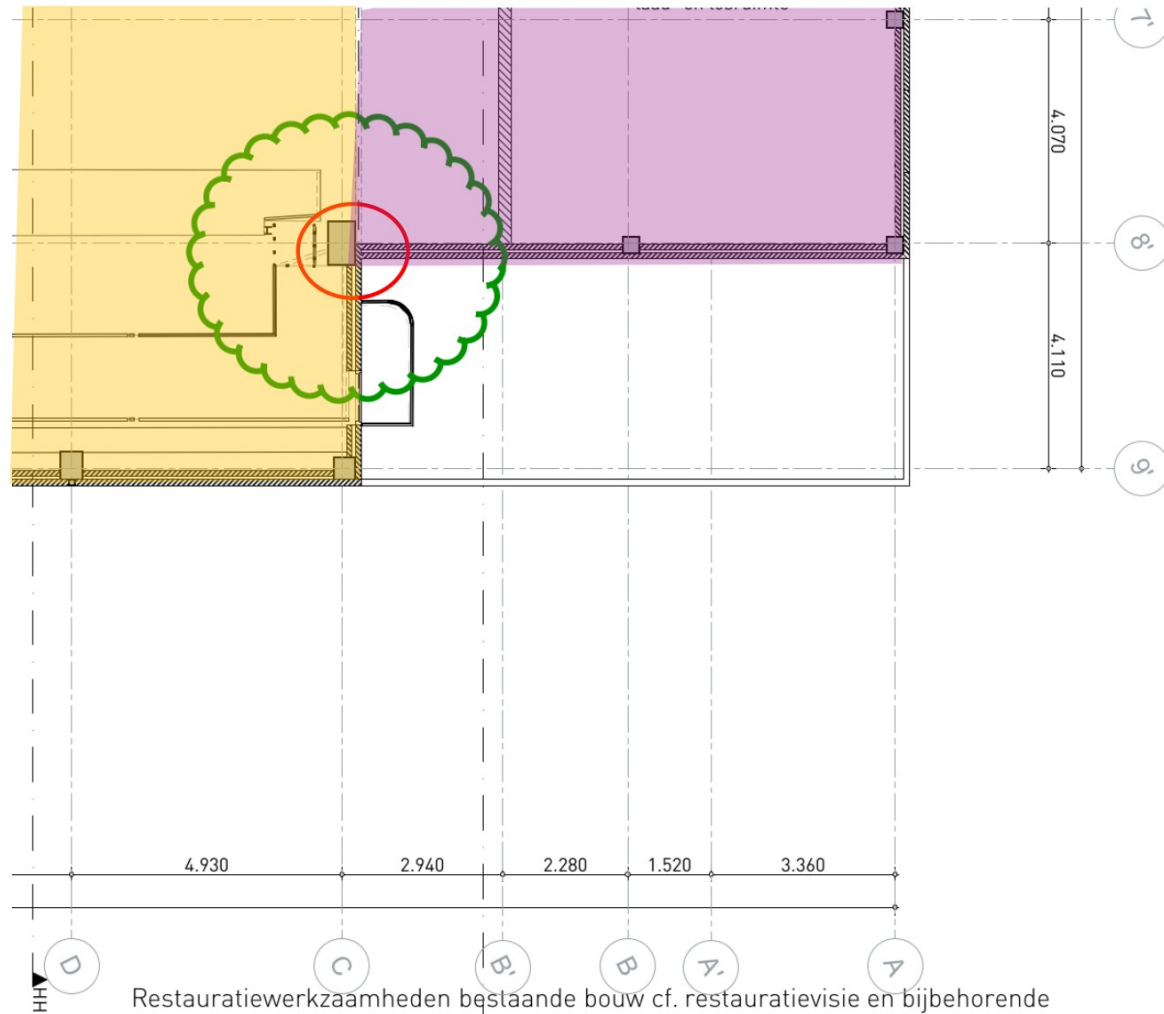 7'
4.070
8'
4.110
9'
4.930 2.940 2.280 1.520 3.360
D C B' B A' A
HH
Restauratiewerkzaamheden bestaande bouw cf. restauratievisie en bijbehorende